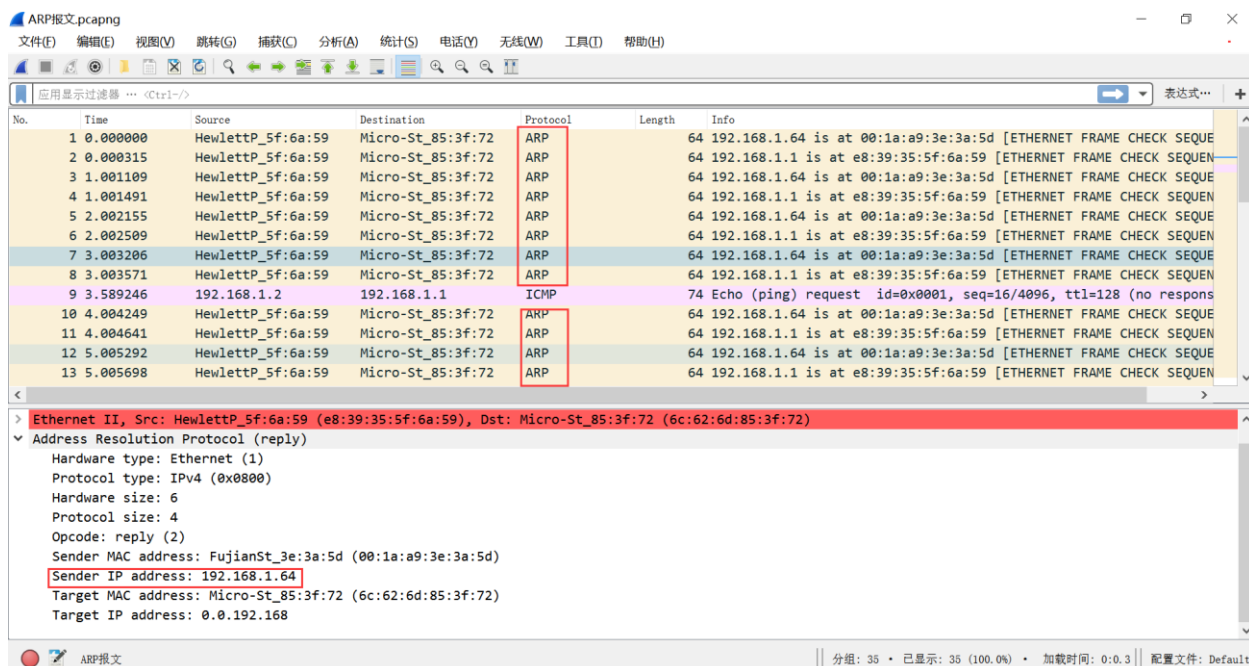 ARP报文.pcapng
文件(F) 编辑(E) 视图(V) 跳转(G) 捕获(C) 分析(A) 统计(S) 电话(Y) 无线(W) 工具(T) 帮助(H)
应用显示过滤器 … <Ctrl-/> 表达式… +
No. Time Source Destination Protocol Length Info
1 0.000000 HewlettP_5f:6a:59 Micro-St_85:3f:72 ARP 64 192.168.1.64 is at 00:1a:a9:3e:3a:5d [ETHERNET FRAME CHECK SEQUE
2 0.000315 HewlettP_5f:6a:59 Micro-St_85:3f:72 ARP 64 192.168.1.1 is at e8:39:35:5f:6a:59 [ETHERNET FRAME CHECK SEQUEN
3 1.001109 HewlettP_5f:6a:59 Micro-St_85:3f:72 ARP 64 192.168.1.64 is at 00:1a:a9:3e:3a:5d [ETHERNET FRAME CHECK SEQUE
4 1.001491 HewlettP_5f:6a:59 Micro-St_85:3f:72 ARP 64 192.168.1.1 is at e8:39:35:5f:6a:59 [ETHERNET FRAME CHECK SEQUEN
5 2.002155 HewlettP_5f:6a:59 Micro-St_85:3f:72 ARP 64 192.168.1.64 is at 00:1a:a9:3e:3a:5d [ETHERNET FRAME CHECK SEQUE
6 2.002509 HewlettP_5f:6a:59 Micro-St_85:3f:72 ARP 64 192.168.1.1 is at e8:39:35:5f:6a:59 [ETHERNET FRAME CHECK SEQUEN
7 3.003206 HewlettP_5f:6a:59 Micro-St_85:3f:72 ARP 64 192.168.1.64 is at 00:1a:a9:3e:3a:5d [ETHERNET FRAME CHECK SEQUE
8 3.003571 HewlettP_5f:6a:59 Micro-St_85:3f:72 ARP 64 192.168.1.1 is at e8:39:35:5f:6a:59 [ETHERNET FRAME CHECK SEQUEN
9 3.589246 192.168.1.2 192.168.1.1 ICMP 74 Echo (ping) request id=0x0001, seq=16/4096, ttl=128 (no respons
10 4.004249 HewlettP_5f:6a:59 Micro-St_85:3f:72 ARP 64 192.168.1.64 is at 00:1a:a9:3e:3a:5d [ETHERNET FRAME CHECK SEQUE
11 4.004641 HewlettP_5f:6a:59 Micro-St_85:3f:72 ARP 64 192.168.1.1 is at e8:39:35:5f:6a:59 [ETHERNET FRAME CHECK SEQUEN
12 5.005292 HewlettP_5f:6a:59 Micro-St_85:3f:72 ARP 64 192.168.1.64 is at 00:1a:a9:3e:3a:5d [ETHERNET FRAME CHECK SEQUE
13 5.005698 HewlettP_5f:6a:59 Micro-St_85:3f:72 ARP 64 192.168.1.1 is at e8:39:35:5f:6a:59 [ETHERNET FRAME CHECK SEQUEN
Ethernet II, Src: HewlettP_5f:6a:59 (e8:39:35:5f:6a:59), Dst: Micro-St_85:3f:72 (6c:62:6d:85:3f:72)
Address Resolution Protocol (reply)
Hardware type: Ethernet (1)
Protocol type: IPv4 (0x0800)
Hardware size: 6
Protocol size: 4
Opcode: reply (2)
Sender MAC address: FujianSt_3e:3a:5d (00:1a:a9:3e:3a:5d)
Sender IP address: 192.168.1.64
Target MAC address: Micro-St_85:3f:72 (6c:62:6d:85:3f:72)
Target IP address: 0.0.192.168
ARP报文 分组: 35 • 已显示: 35 (100.0%) • 加载时间: 0:0.3 配置文件: Default